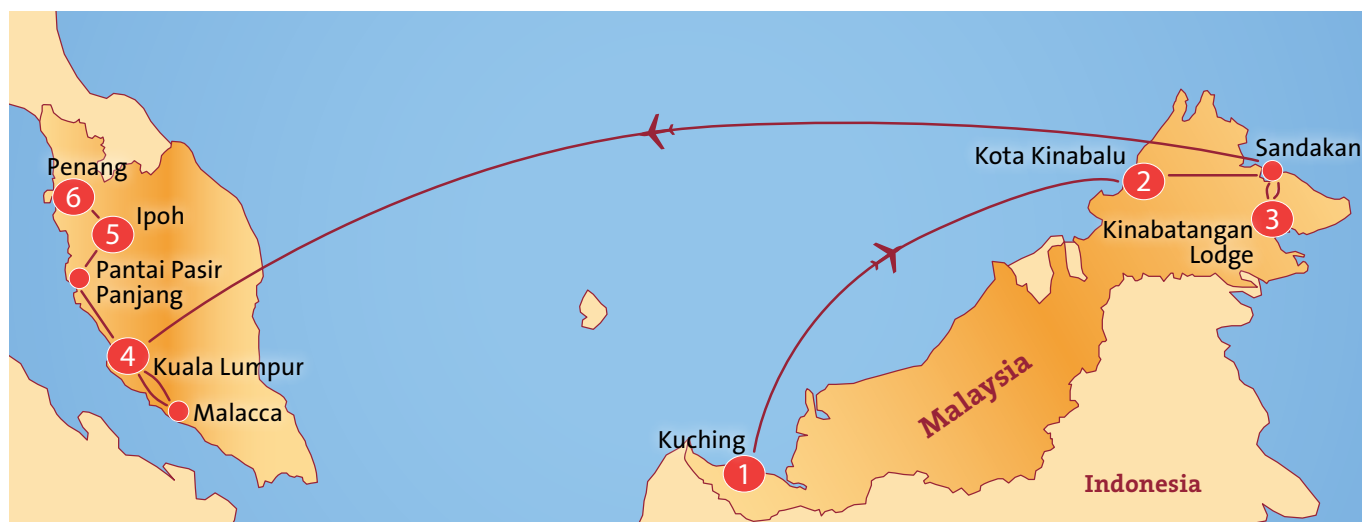 Penang
6
5
Ipoh
Pantai Pasir
Panjang
4
Kuala Lumpur
Malacca
Kota Kinabalu
2
Sandakan
3
Kinabatangan
Lodge
Malaysia
Kuching
1
Indonesia